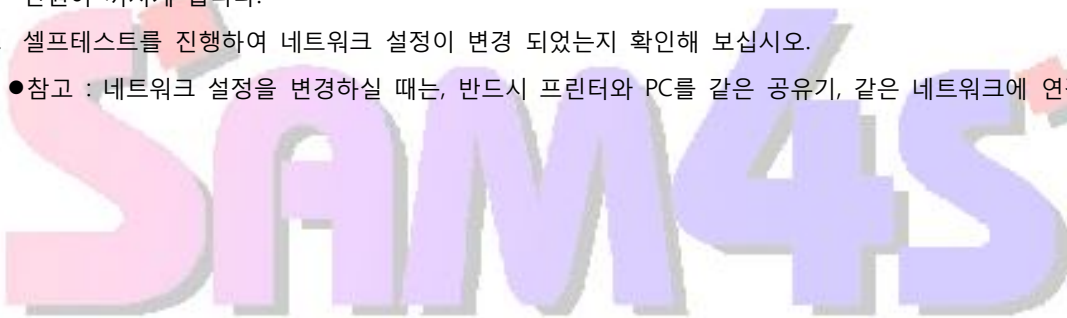 셀프테스트를 진행하여 네트워크 설정이 변경 되었는지 확인해 보십시오.
●참고 : 네트워크 설정을 변경하실 때는, 반드시 프린터와 PC를 같은 공유기, 같은 네트워크에
SAM4S